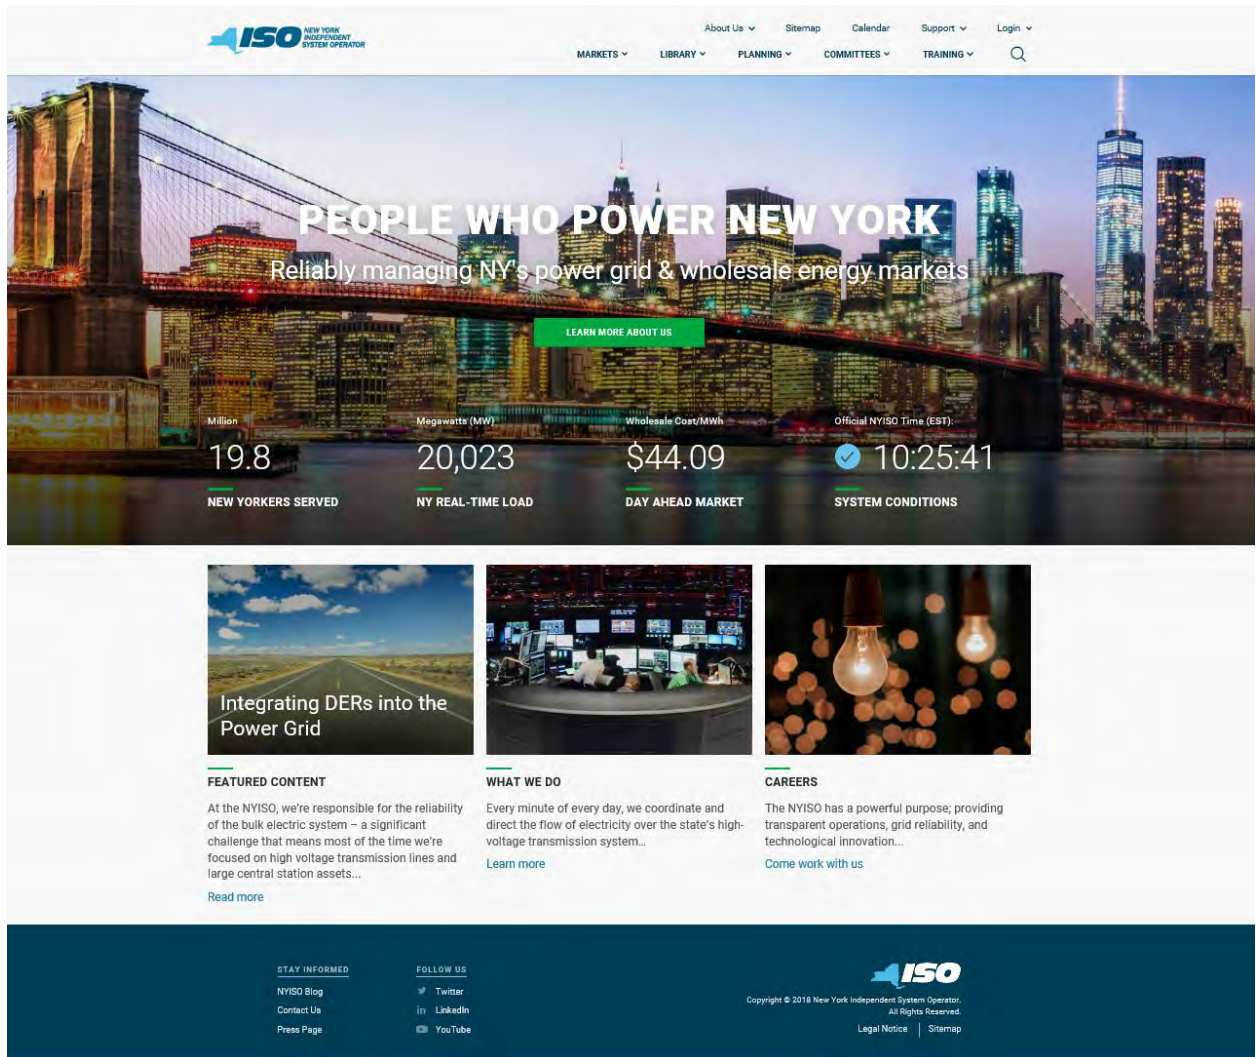 ISO NEW YORK
INDEPENDENT
SYSTEM OPERATOR
About Us Sitemap Calendar Support Login
MARKETS LIBRARY PLANNING COMMITTEES TRAINING
PEOPLE WHO POWER NEW YORK
Reliably managing NY's power grid & wholesale energy markets
LEARN MORE ABOUT US
Million
19.8
NEW YORKERS SERVED
Megawatts (MW)
20,023
NY REAL-TIME LOAD
Wholesale Cost/MWh
$44.09
DAY AHEAD MARKET
Official NYISO Time (EST):
10:25:41
SYSTEM CONDITIONS
Integrating DERs into the
Power Grid
FEATURED CONTENT
At the NYISO, we're responsible for the reliability
of the bulk electric system – a significant
challenge that means most of the time we're
focused on high voltage transmission lines and
large central station assets...
Read more
WHAT WE DO
Every minute of every day, we coordinate and
direct the flow of electricity over the state's high-
voltage transmission system...
Learn more
CAREERS
The NYISO has a powerful purpose; providing
transparent operations, grid reliability, and
technological innovation...
Come work with us
STAY INFORMED
NYISO Blog
Contact Us
Press Page
FOLLOW US
Twitter
LinkedIn
YouTube
ISO
Copyright © 2018 New York Independent System Operator.
All Rights Reserved.
Legal Notice | Sitemap